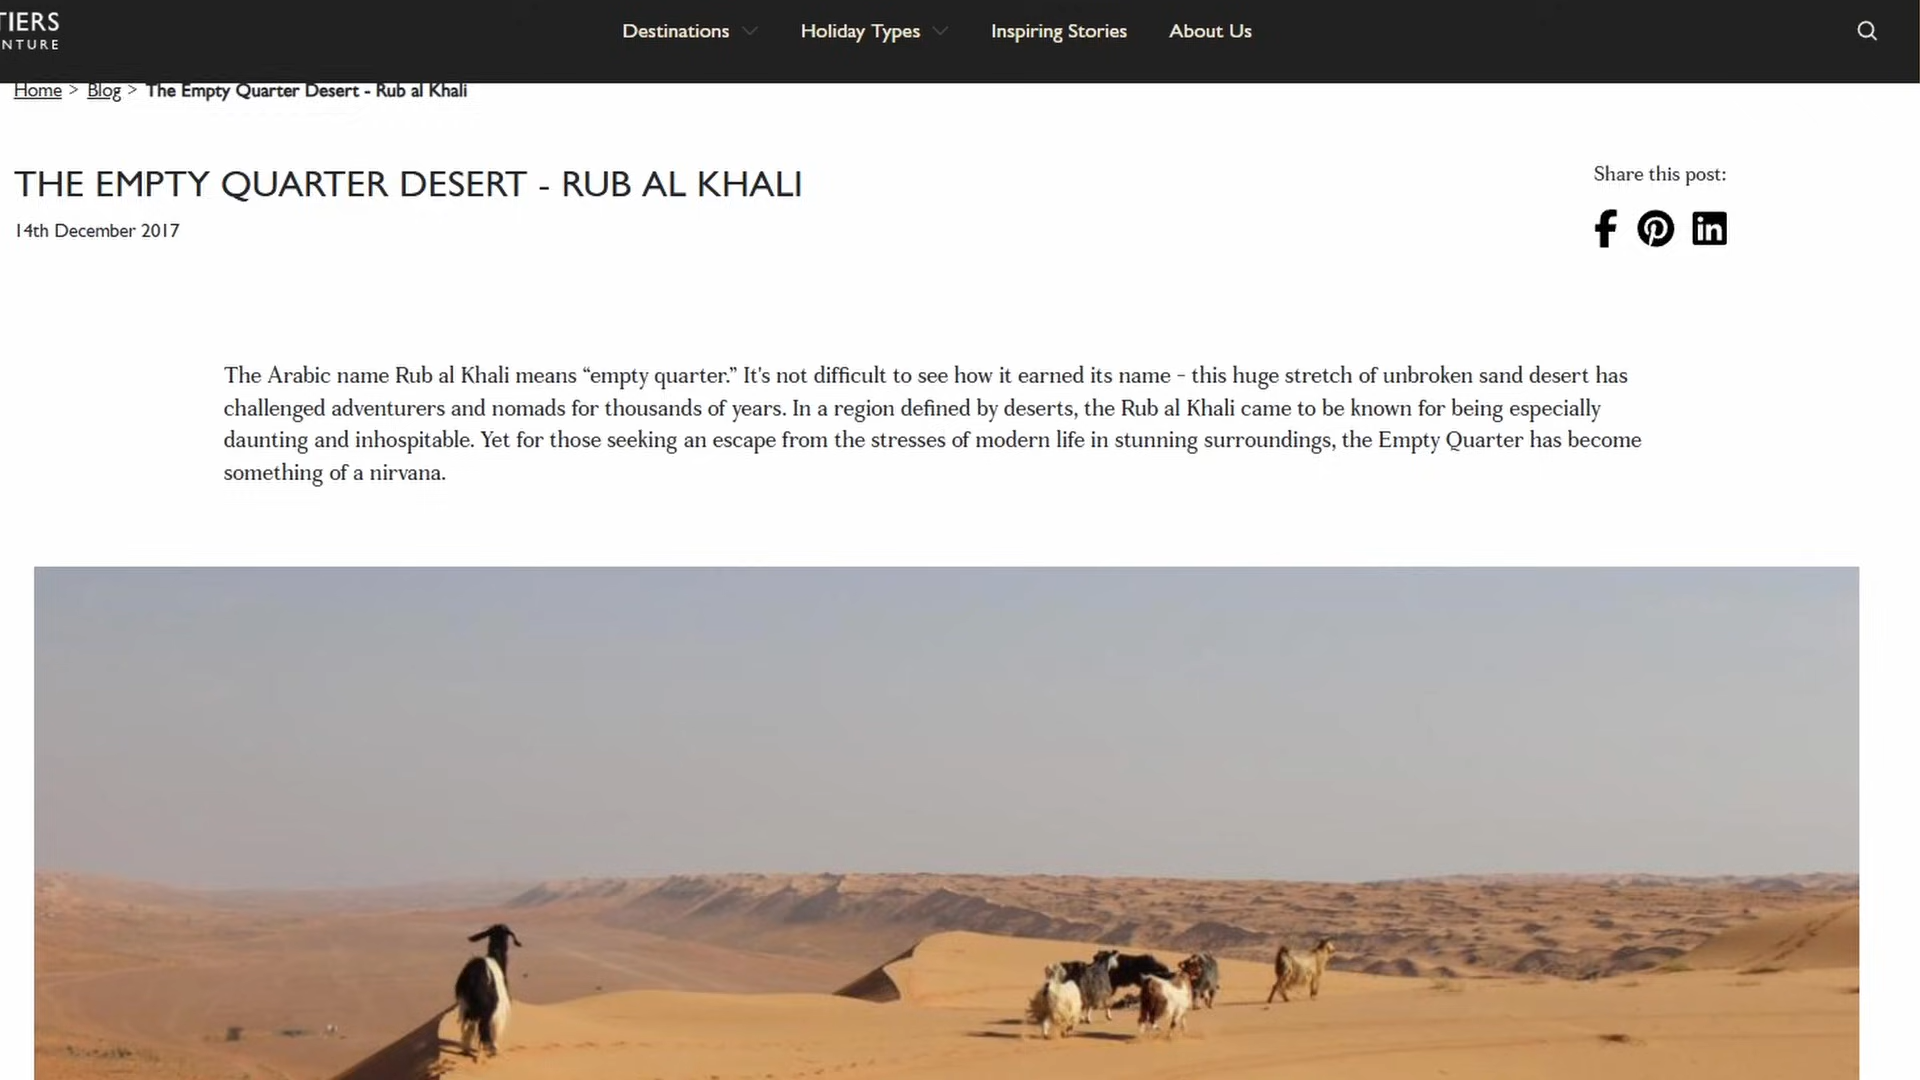 TIERS
NTURE
Destinations
Holiday Types
Inspiring Stories
About Us
Home > Blog > The Empty Quarter Desert - Rub al Khali
THE EMPTY QUARTER DESERT - RUB AL KHALI
14th December 2017
Share this post:
The Arabic name Rub al Khali means “empty quarter.” It's not difficult to see how it earned its name – this huge stretch of unbroken sand desert has
challenged adventurers and nomads for thousands of years. In a region defined by deserts, the Rub al Khali came to be known for being especially
daunting and inhospitable. Yet for those seeking an escape from the stresses of modern life in stunning surroundings, the Empty Quarter has become
something of a nirvana.